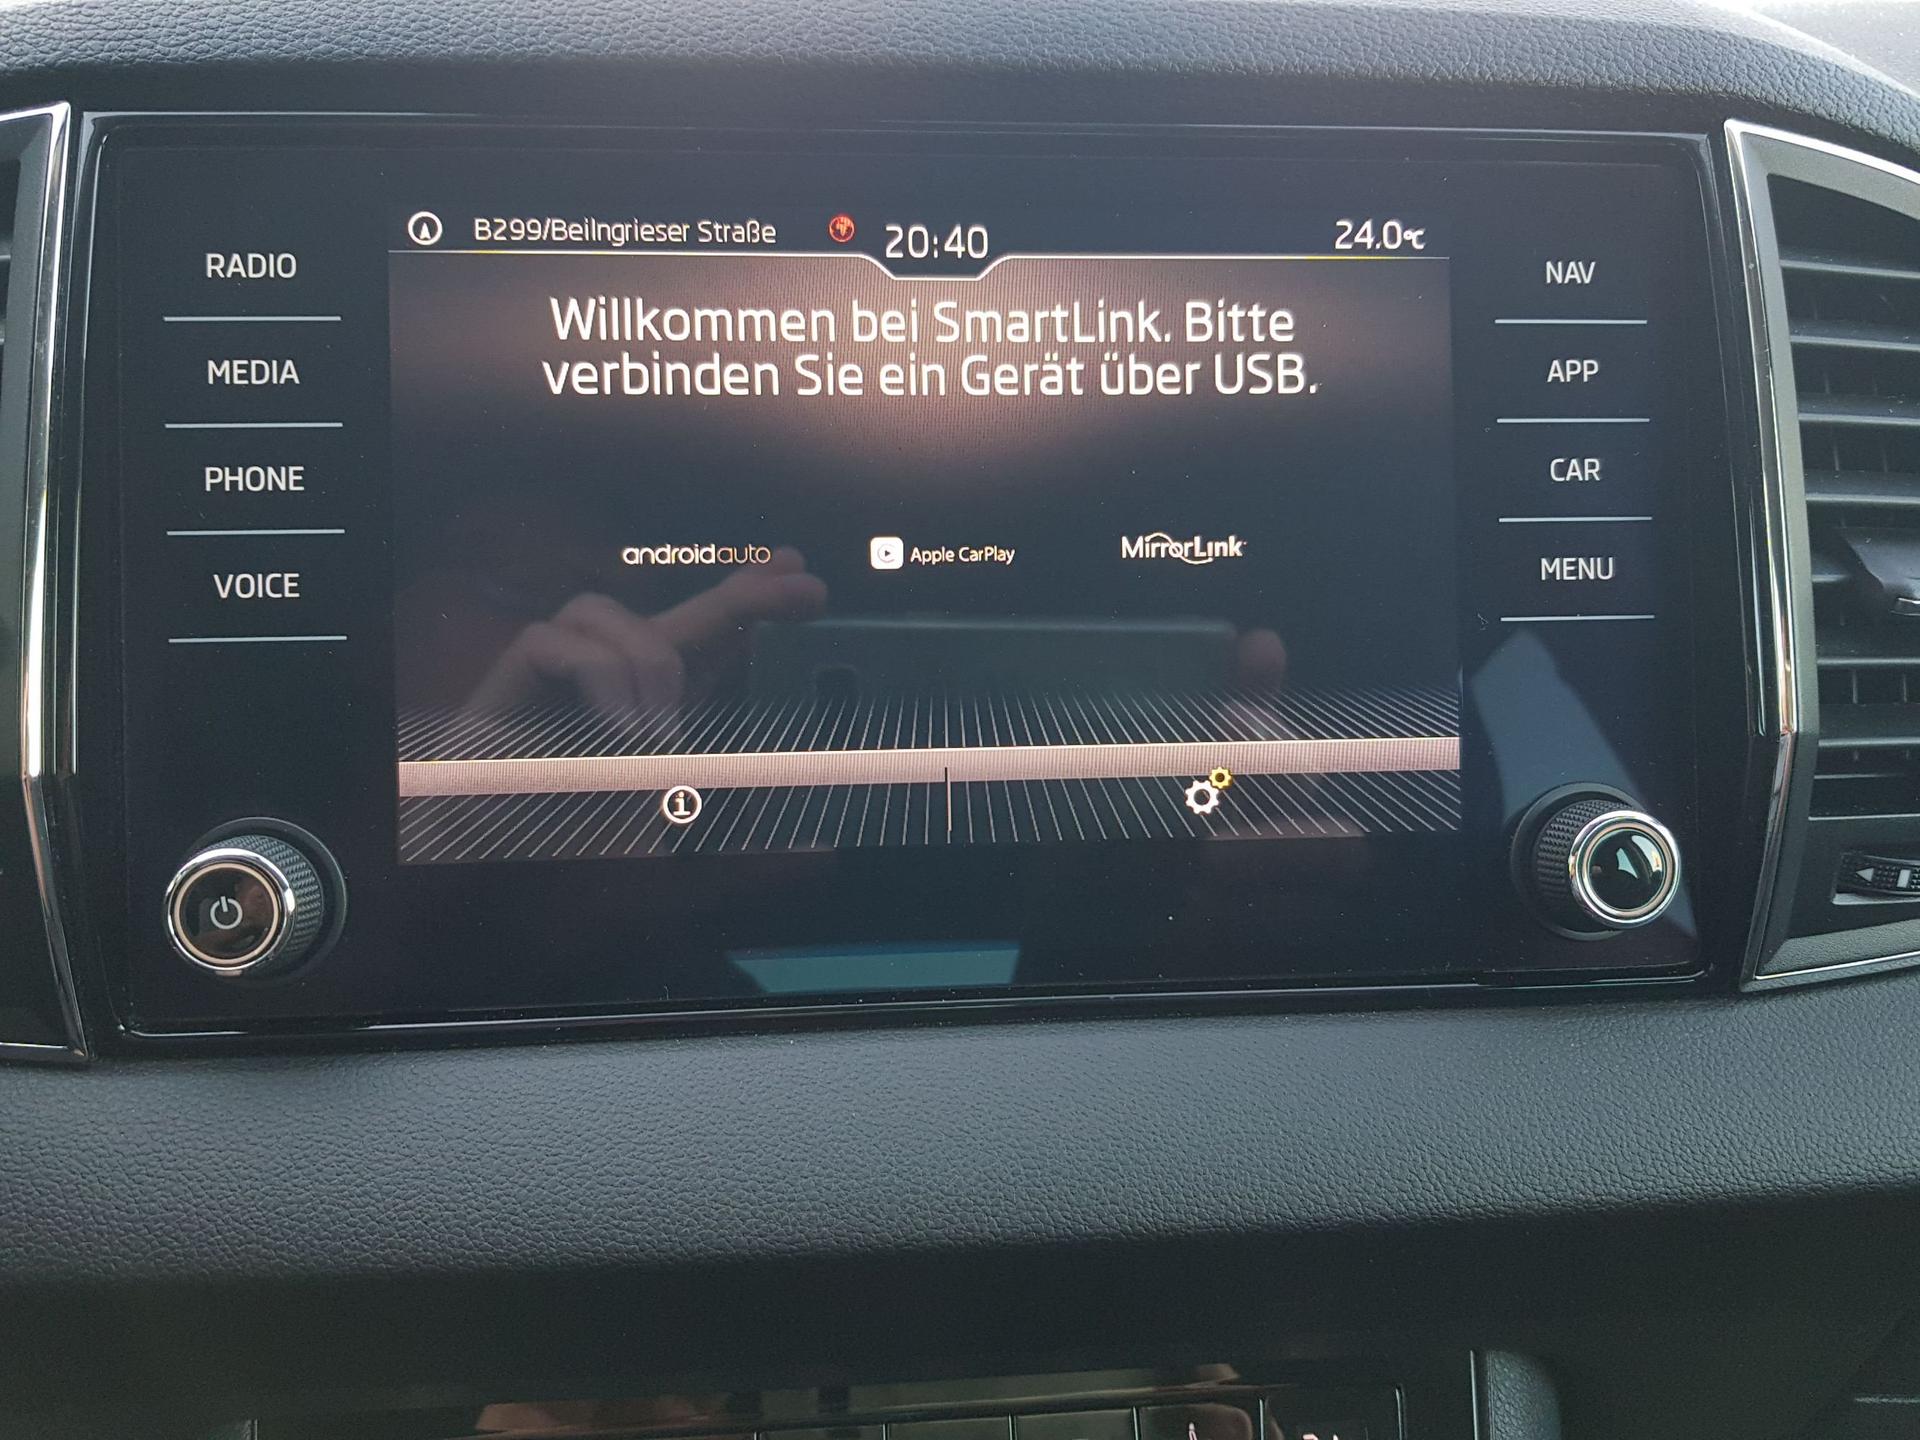 B299/Beilngrieser Straße
20:40
24.0°C
RADIO
MEDIA
PHONE
VOICE
Willkommen bei SmartLink. Bitte
verbinden Sie ein Gerät über USB.
androidauto
Apple CarPlay
MirrorLink
NAV
APP
CAR
MENU